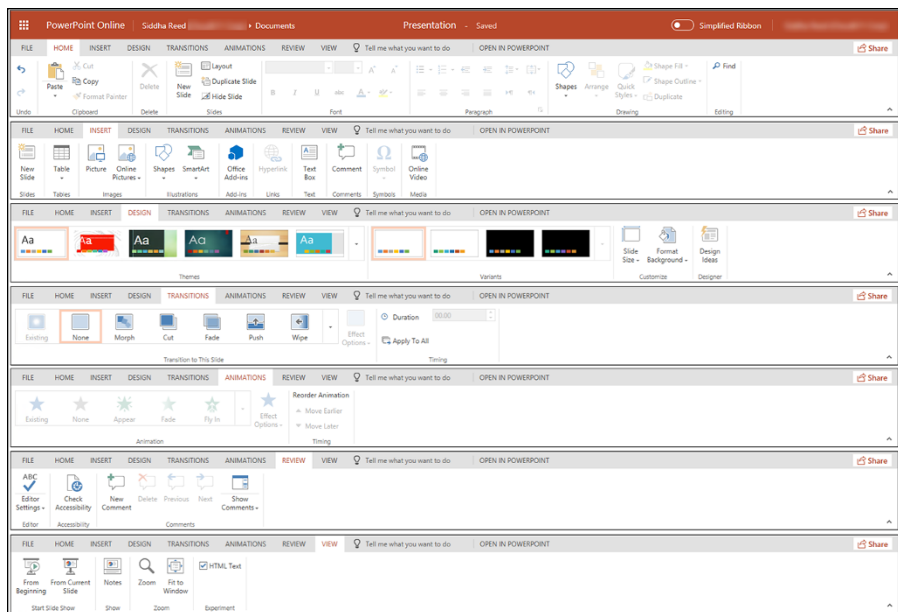 PowerPoint Online Siddha Reed ▸ Documents Presentation - Saved Simplified Ribbon
FILE HOME INSERT DESIGN TRANSITIONS ANIMATIONS REVIEW VIEW Tell me what you want to do OPEN IN POWERPOINT Share
Cut Layout Shape Fill Find
Paste Copy Delete New Slide Duplicate Slide Shapes Arrange Quick Styles Shape Outline
Format Painter Hide Slide B I U abc A Duplicate
Undo Clipboard Delete Slides Font Paragraph Drawing Editing
FILE HOME INSERT DESIGN TRANSITIONS ANIMATIONS REVIEW VIEW Tell me what you want to do OPEN IN POWERPOINT Share
New Slide Table Picture Online Pictures Shapes SmartArt Office Add-ins Hyperlink Text Box Comment Symbol Online Video
Slides Tables Images Illustrations Add-ins Links Text Comments Symbols Media
FILE HOME INSERT DESIGN TRANSITIONS ANIMATIONS REVIEW VIEW Tell me what you want to do OPEN IN POWERPOINT Share
Aa Aa Aa Aa Aa Aa Slide Size Format Background Design Ideas
Themes Variants Customize Designer
FILE HOME INSERT DESIGN TRANSITIONS ANIMATIONS REVIEW VIEW Tell me what you want to do OPEN IN POWERPOINT Share
Duration 00.00
Existing None Morph Cut Fade Push Wipe Effect Options Apply To All
Transition to This Slide Timing
FILE HOME INSERT DESIGN TRANSITIONS ANIMATIONS REVIEW VIEW Tell me what you want to do OPEN IN POWERPOINT Share
Reorder Animation
Existing None Appear Fade Fly In Effect Options Move Earlier
Move Later
Animation Timing
FILE HOME INSERT DESIGN TRANSITIONS ANIMATIONS REVIEW VIEW Tell me what you want to do OPEN IN POWERPOINT Share
ABC
Editor Settings Check Accessibility New Comment Delete Previous Next Show Comments
Editor Accessibility Comments
FILE HOME INSERT DESIGN TRANSITIONS ANIMATIONS REVIEW VIEW Tell me what you want to do OPEN IN POWERPOINT Share
HTML Text
From Beginning From Current Slide Notes Zoom Fit to Window
Start Slide Show Show Zoom Experiment